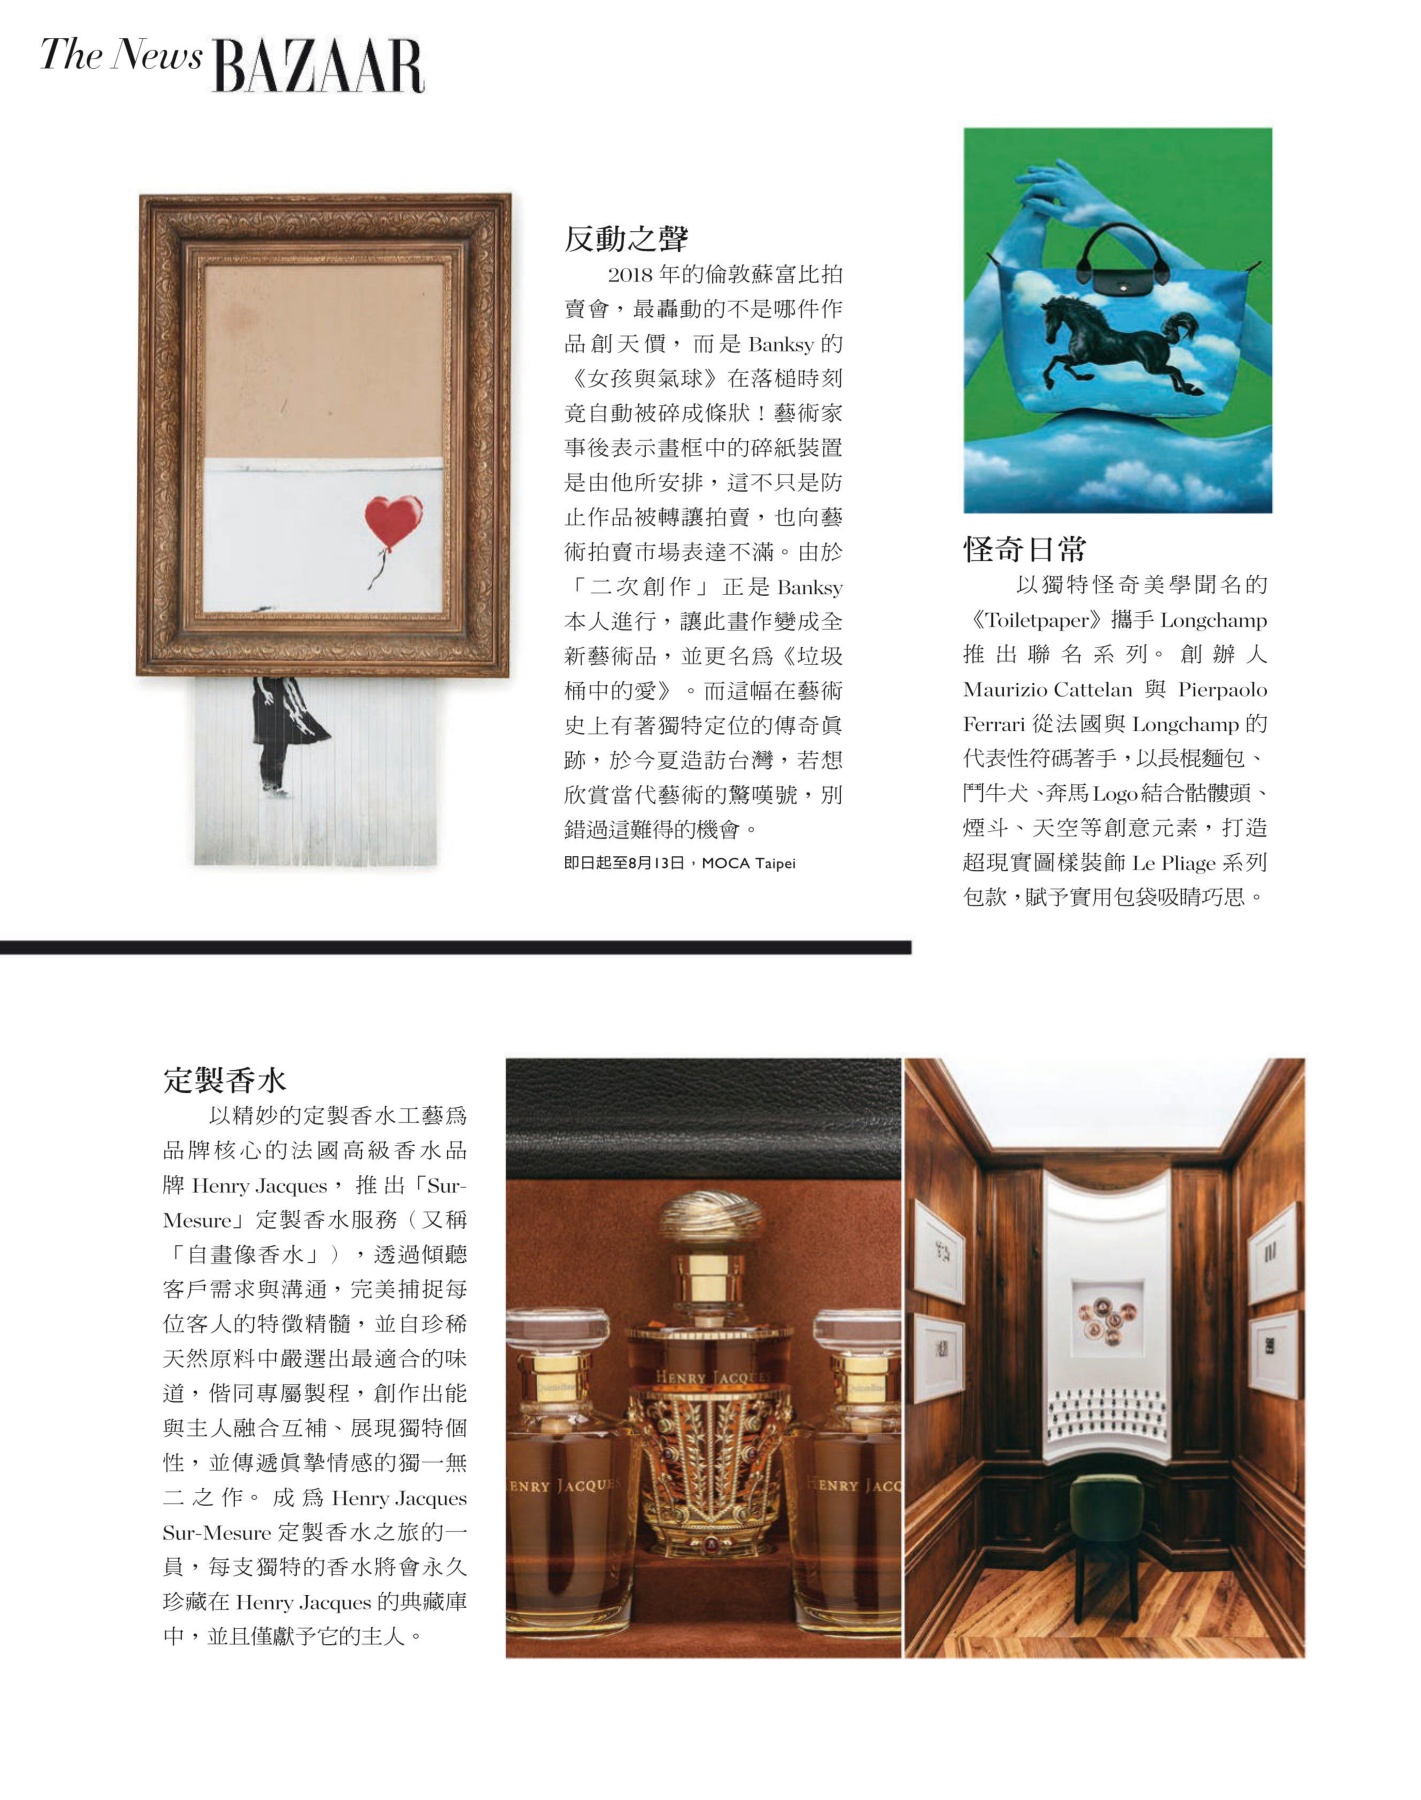 The News BAZAAR
反動之聲
2018 年的倫敦蘇富比拍
賣會，最轟動的不是哪件作
品創天價，而是 Banksy 的
《女孩與氣球》在落槌時刻
竟自動被碎成條狀！藝術家
事後表示畫框中的碎紙裝置
是由他所安排，這不只是防
止作品被轉讓拍賣，也向藝
術拍賣市場表達不滿。由於
「二次創作」正是 Banksy
本人進行，讓此畫作變成全
新藝術品，並更名爲《垃圾
桶中的愛》。而這幅在藝術
史上有著獨特定位的傳奇眞
跡，於今夏造訪台灣，若想
欣賞當代藝術的驚嘆號，別
錯過這難得的機會。
即日起至8月13日，MOCA Taipei
怪奇日常
以獨特怪奇美學聞名的
《Toiletpaper》攜手 Longchamp
推出聯名系列。創辦人
Maurizio Cattelan 與 Pierpaolo
Ferrari 從法國與 Longchamp 的
代表性符碼著手，以長棍麵包、
鬥牛犬、奔馬 Logo 結合骷髏頭、
煙斗、天空等創意元素，打造
超現實圖樣裝飾 Le Pliage 系列
包款，賦予實用包袋吸睛巧思。
定製香水
以精妙的定製香水工藝爲
品牌核心的法國高級香水品
牌 Henry Jacques，推出「Sur-
Mesure」定製香水服務（又稱
「自畫像香水」），透過傾聽
客戶需求與溝通，完美捕捉每
位客人的特徵精髓，並自珍稀
天然原料中嚴選出最適合的味
道，偕同專屬製程，創作出能
與主人融合互補、展現獨特個
性，並傳遞眞摯情感的獨一無
二之作。成爲 Henry Jacques
Sur-Mesure 定製香水之旅的一
員，每支獨特的香水將會永久
珍藏在 Henry Jacques 的典藏庫
中，並且僅獻予它的主人。
HENRY JACQUES
HENRY JACQUES
HENRY JACQ